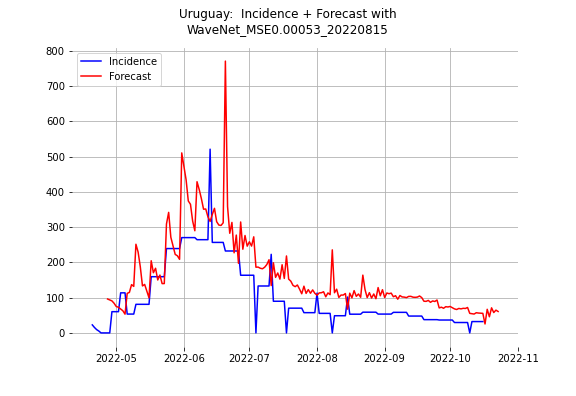 Uruguay:  Incidence + Forecast with
WaveNet_MSE0.00053_20220815
Incidence
Forecast
800
700
600
500
400
300
200
100
0
2022-05 2022-06 2022-07 2022-08 2022-09 2022-10 2022-11